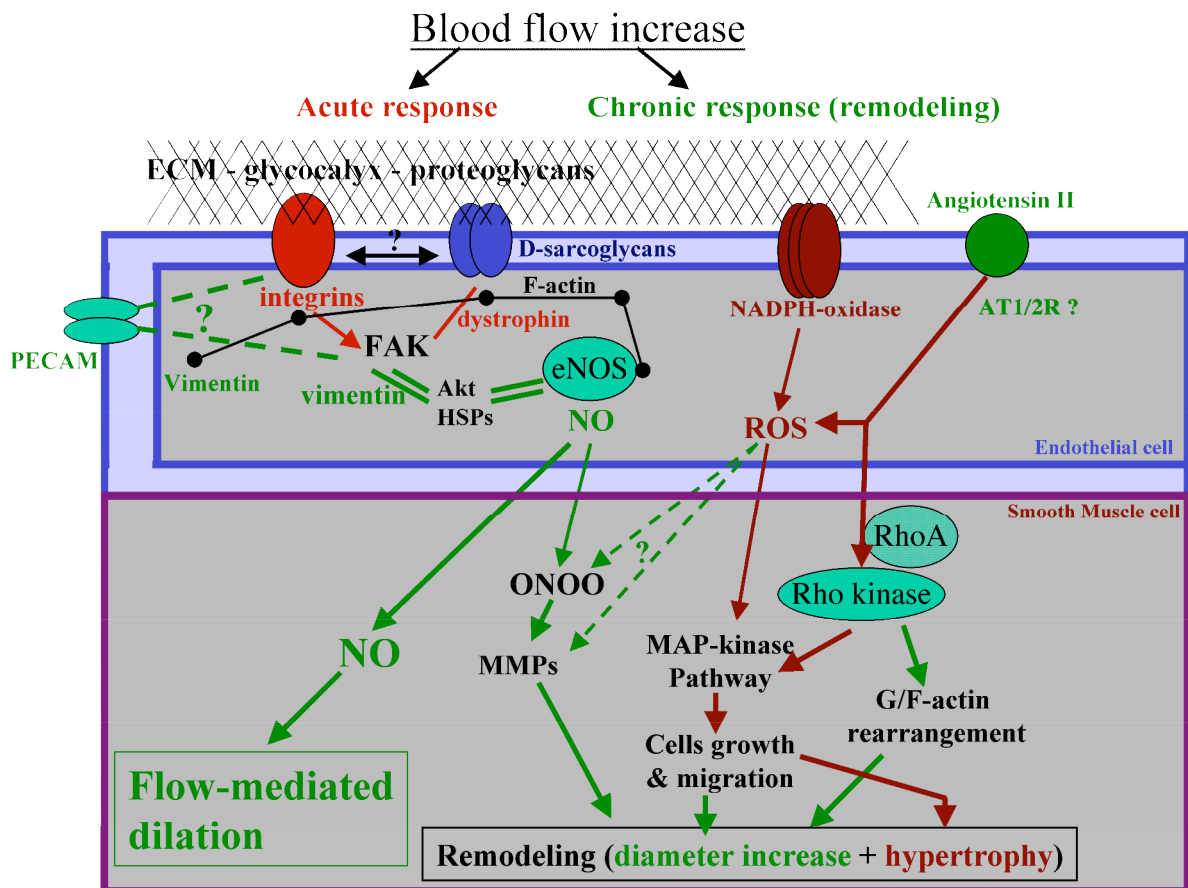 Blood flow increase
Acute response
Chronic response (remodeling)
ECM - glycocalyx - proteoglycans
Angiotensin II
?
D-sarcoglycans
integrins
F-actin
NADPH-oxidase
AT1/2R ?
?
dystrophin
PECAM
FAK
eNOS
Vimentin
vimentin
Akt
HSPs
NO
ROS
Endothelial cell
Smooth Muscle cell
RhoA
?
ONOO
Rho kinase
NO
MMPs
MAP-kinase
Pathway
G/F-actin
rearrangement
Cells growth
& migration
Flow-mediated
dilation
Remodeling (diameter increase + hypertrophy)